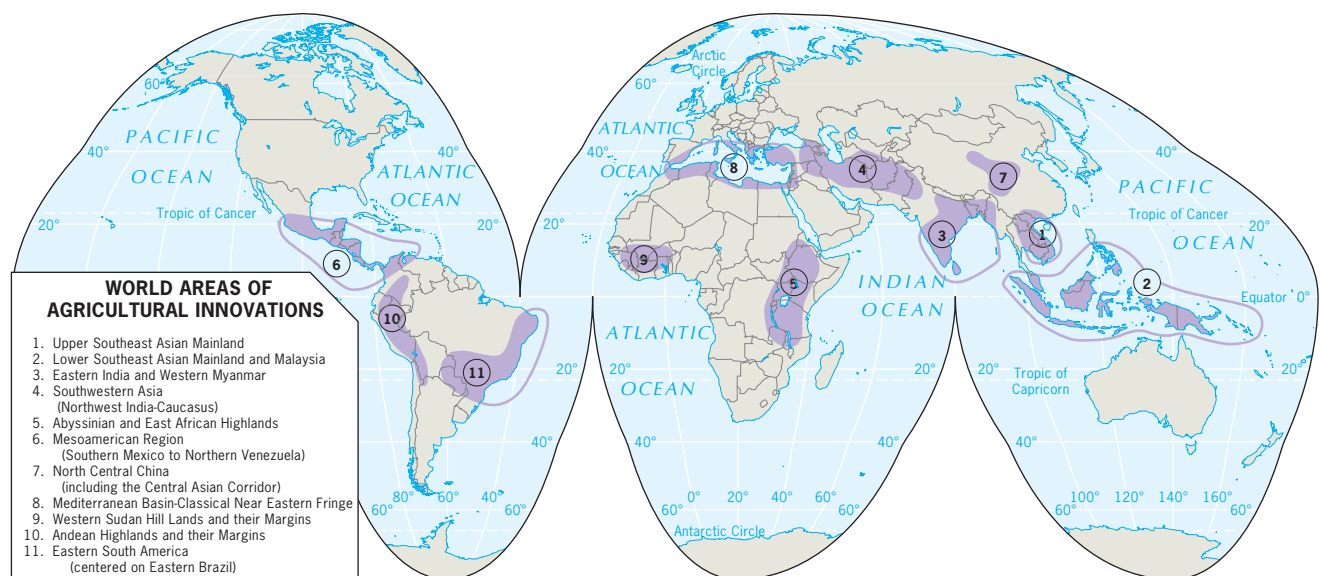 Arctic
Circle
60°
60°
PACIFIC
OCEAN
ATLANTIC
OCEAN
40°
40°
40°
40°
ATLANTIC
OCEAN
PACIFIC
OCEAN
Tropic of Cancer
Tropic of Cancer
20°
20°
20°
20°
8
4
7
3
1
9
5
6
2
10
11
INDIAN
OCEAN
Equator
0°
ATLANTIC
OCEAN
20°
20°
20°
20°
20°
Tropic of
Capricorn
40°
40°
40°
40°
80°
60°
40°
0°
20°
40°
60°
100°
120°
140°
160°
60°
60°
60°
60°
60°
Antarctic Circle
WORLD AREAS OF
AGRICULTURAL INNOVATIONS
1. Upper Southeast Asian Mainland
2. Lower Southeast Asian Mainland and Malaysia
3. Eastern India and Western Myanmar
4. Southwestern Asia
(Northwest India-Caucasus)
5. Abyssinian and East African Highlands
6. Mesoamerican Region
(Southern Mexico to Northern Venezuela)
7. North Central China
(including the Central Asian Corridor)
8. Mediterranean Basin-Classical Near Eastern Fringe
9. Western Sudan Hill Lands and their Margins
10. Andean Highlands and their Margins
11. Eastern South America
(centered on Eastern Brazil)